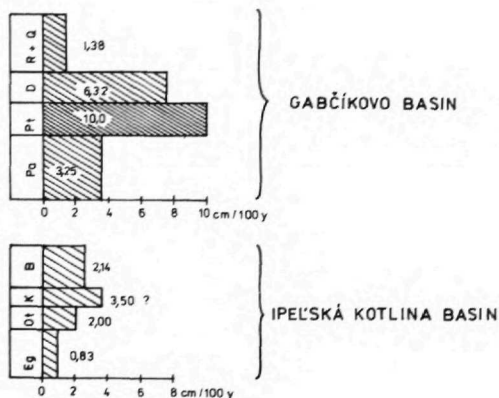 R + Q
1,38
D
6,32
Pt
10,0
Pa
3,25
0 2 4 6 8 10 cm/100 y
GABČÍKOVO BASIN
B
2,14
K
3,50 ?
Ot
2,00
Eg
0,83
0 2 4 6 8 cm/100 y
IPEĽSKÁ KOTLINA BASIN